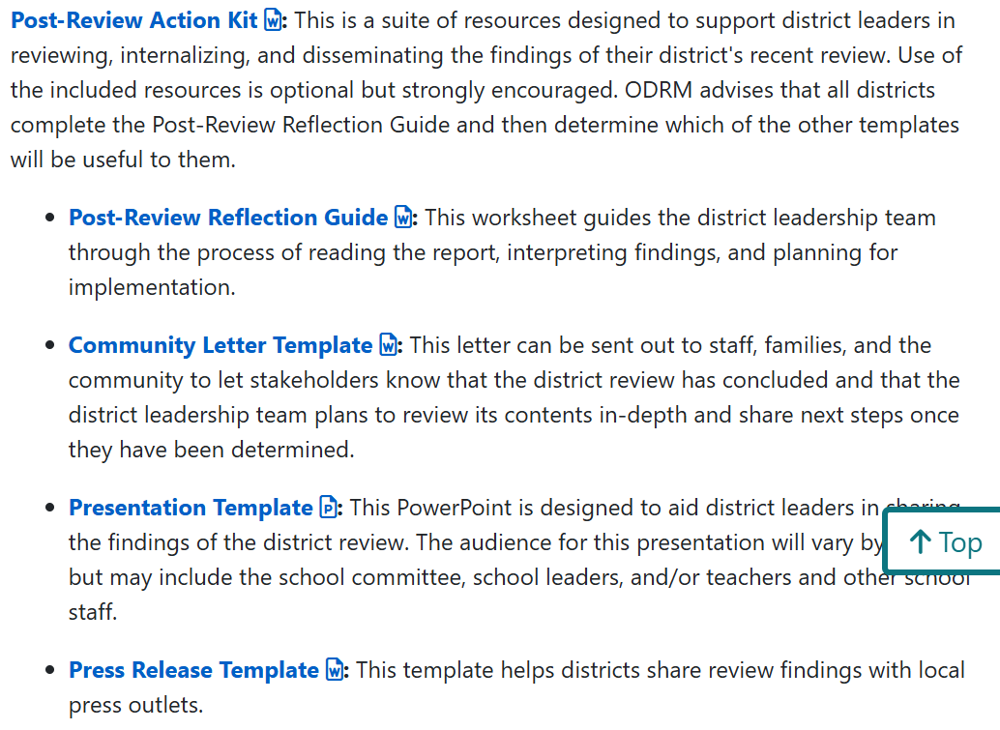 Post-Review Action Kit : This is a suite of resources designed to support district leaders in
reviewing, internalizing, and disseminating the findings of their district's recent review. Use of
the included resources is optional but strongly encouraged. ODRM advises that all districts
complete the Post-Review Reflection Guide and then determine which of the other templates
will be useful to them.
• Post-Review Reflection Guide : This worksheet guides the district leadership team
through the process of reading the report, interpreting findings, and planning for
implementation.
• Community Letter Template : This letter can be sent out to staff, families, and the
community to let stakeholders know that the district review has concluded and that the
district leadership team plans to review its contents in-depth and share next steps once
they have been determined.
• Presentation Template : This PowerPoint is designed to aid district leaders in sharing
the findings of the district review. The audience for this presentation will vary by
but may include the school committee, school leaders, and/or teachers and other school
staff.
↑ Top
• Press Release Template : This template helps districts share review findings with local
press outlets.